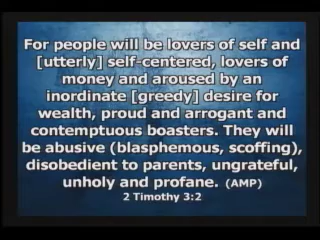 For people will be lovers of self and
[utterly] self-centered, lovers of
money and aroused by an
inordinate [greedy] desire for
wealth, proud and arrogant and
contemptuous boasters. They will
be abusive (blasphemous, scoffing),
disobedient to parents, ungrateful,
unholy and profane. (AMP)
2 Timothy 3:2